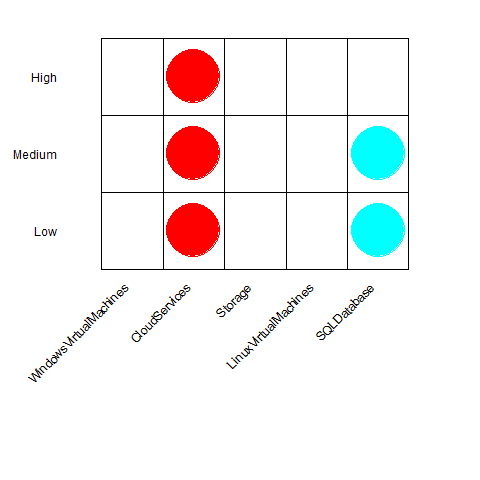 High
Medium
Low
WindowsVirtualMachines
CloudServices
Storage
LinuxVirtualMachines
SQLDatabase